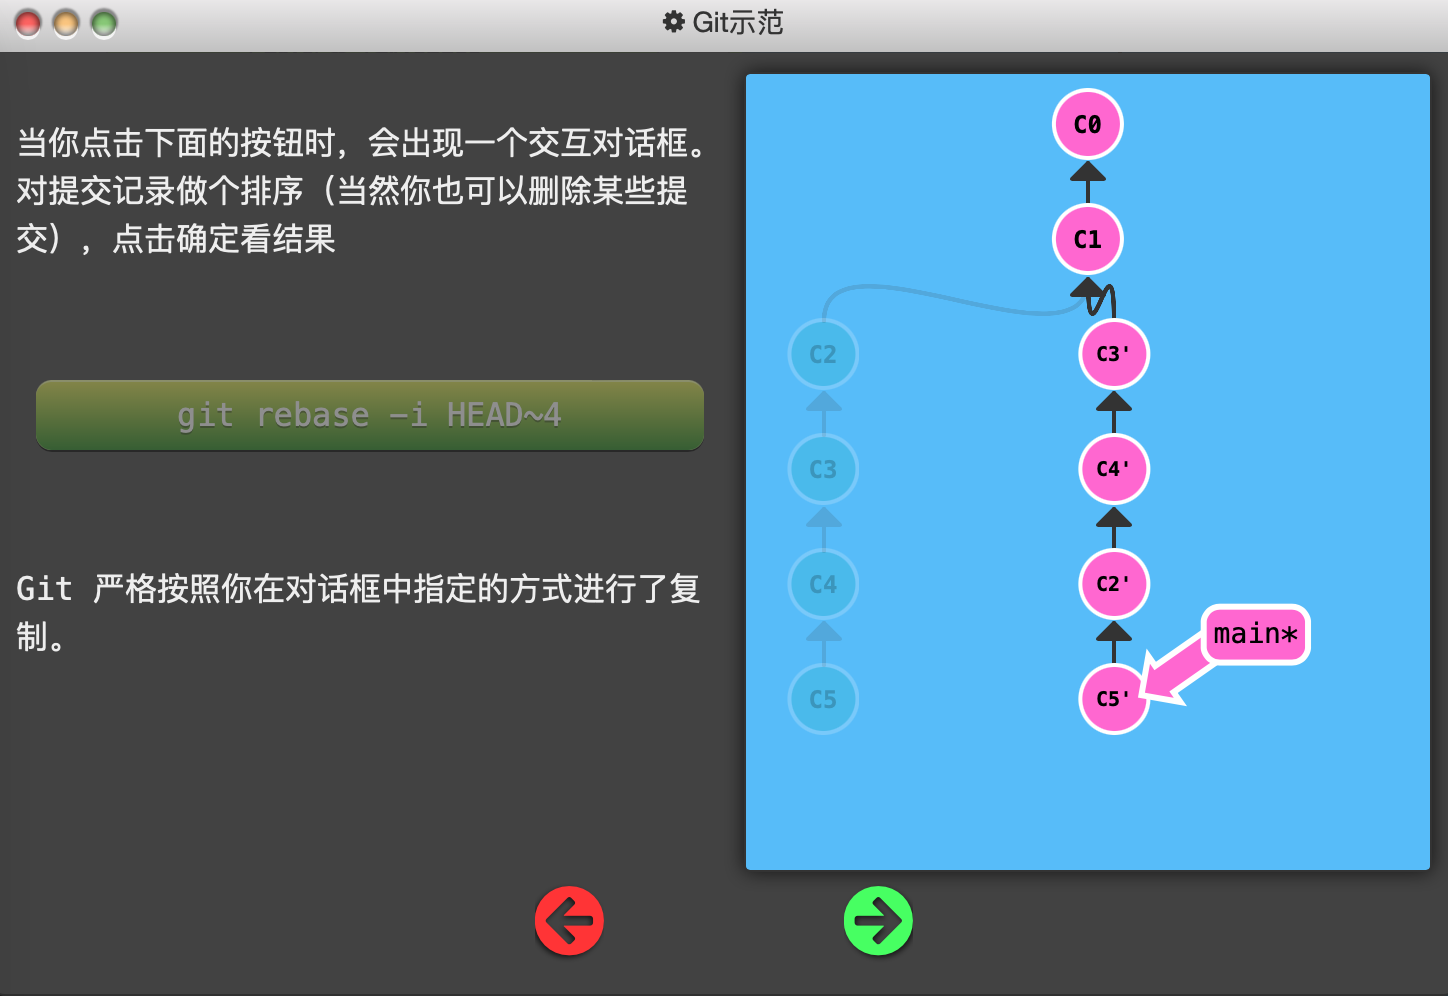 Git示范
当你点击下面的按钮时，会出现一个交互对话框。
对提交记录做个排序（当然你也可以删除某些提
交），点击确定看结果
git rebase -i HEAD~4
Git 严格按照你在对话框中指定的方式进行了复
制。
C0
C1
C2
C3'
C3
C4'
C4
C2'
main*
C5
C5'